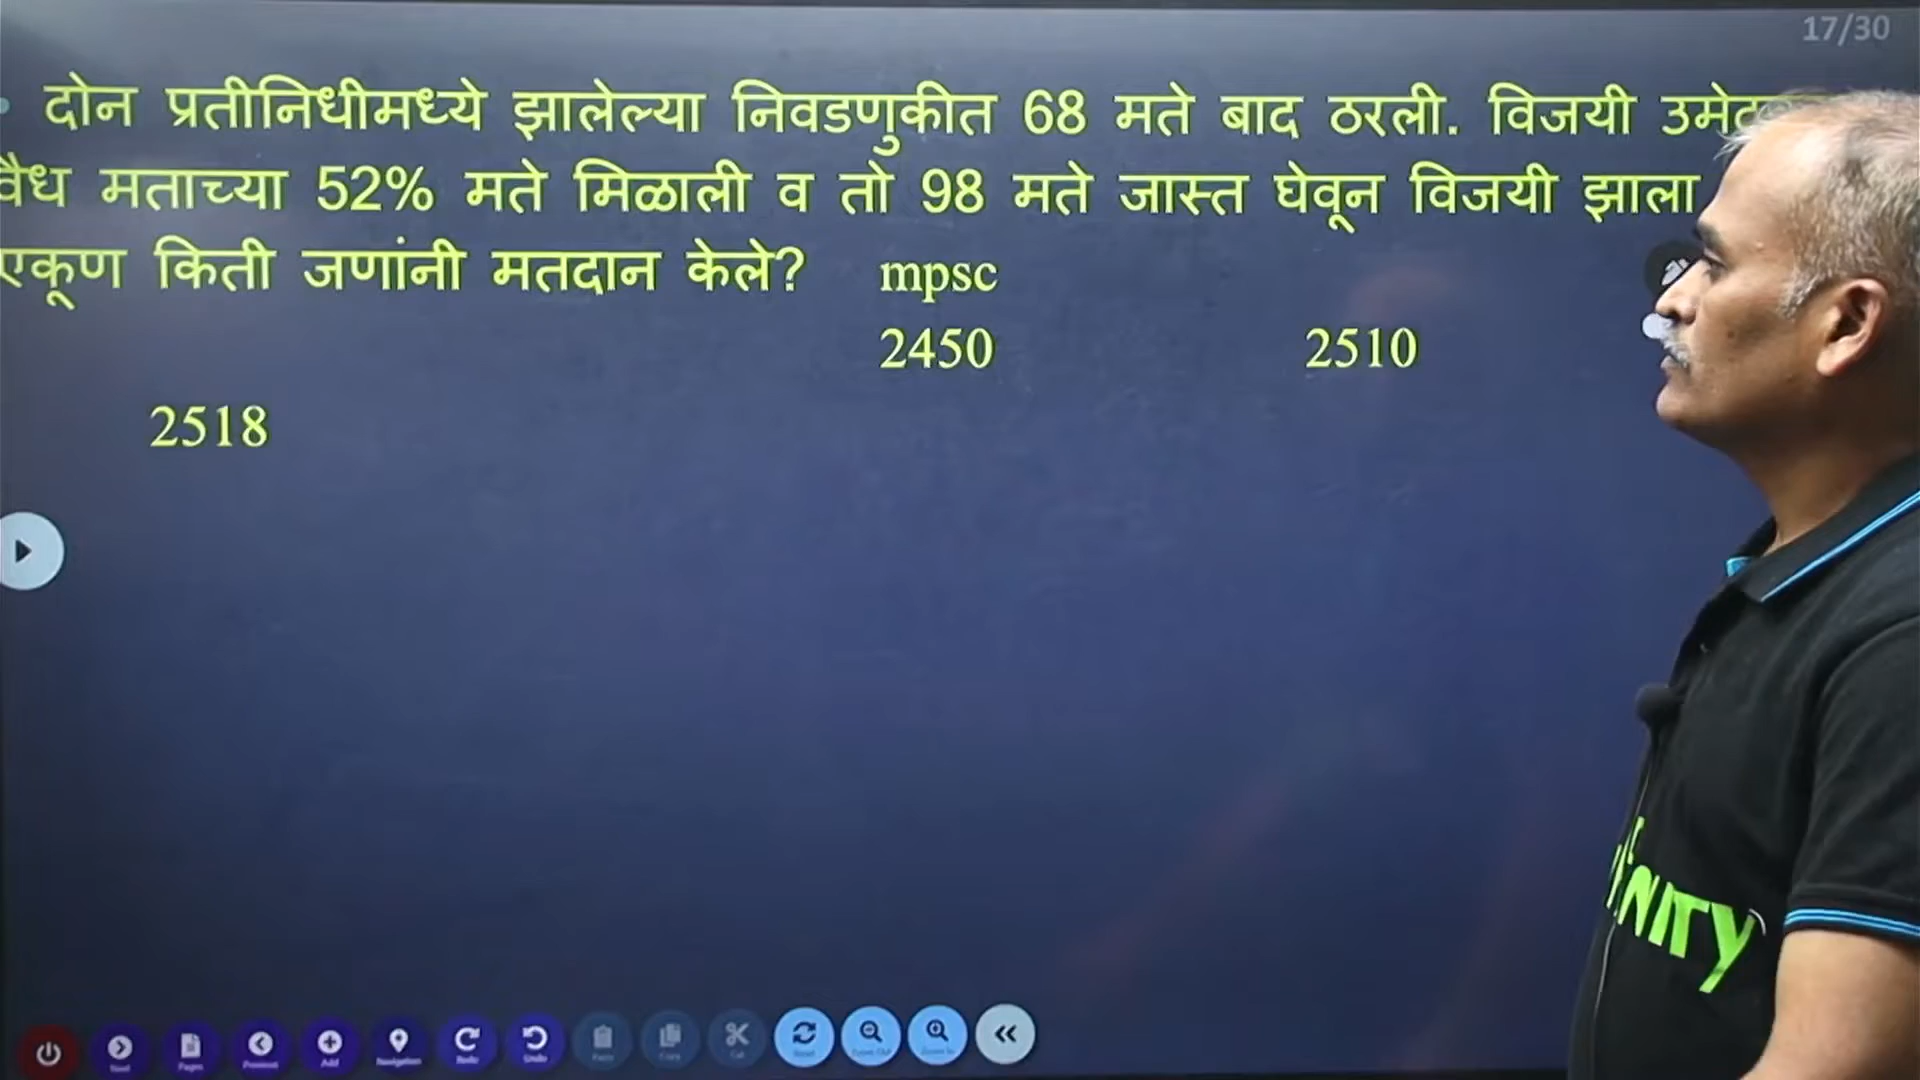 17/30
दोन प्रतीनिधीमध्ये झालेल्या निवडणुकीत 68 मते बाद ठरली. विजयी
वैध मताच्या 52% मते मिळाली व तो 98 मते जास्त घेवून विजयी झाला
एकूण किती जणांनी मतदान केले? mpsc
2450 2510
2518